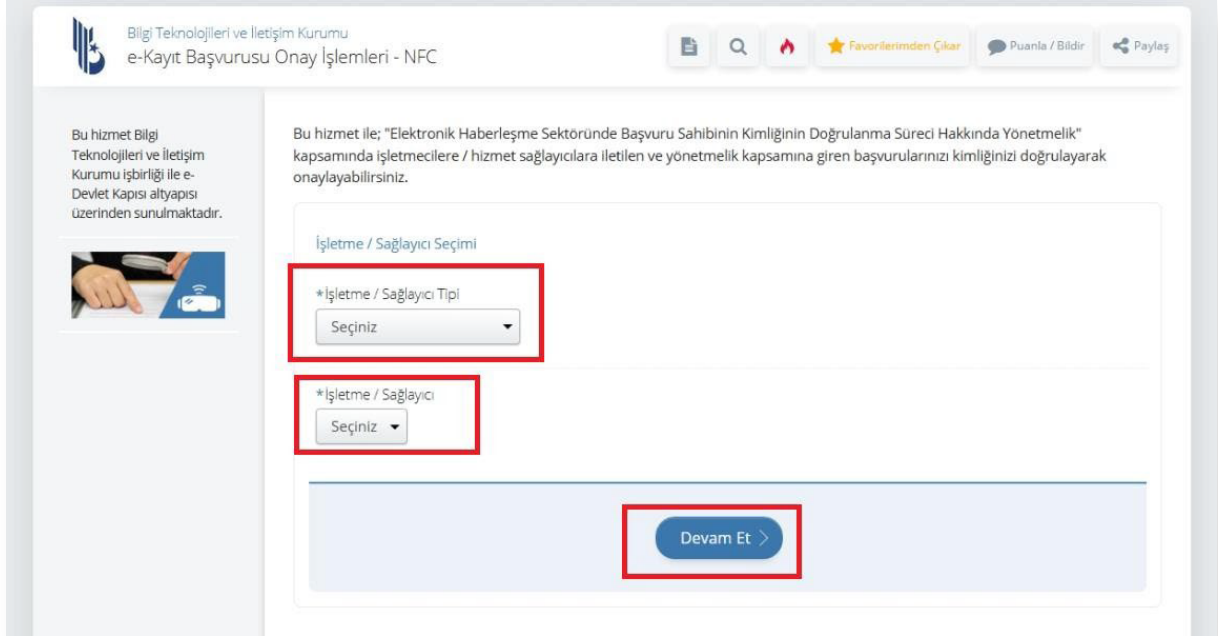 Bilgi Teknolojileri ve İletişim Kurumu
e-Kayıt Başvurusu Onay İşlemleri - NFC
Favorilerimden Çıkar
Puanla / Bildir
Paylaş
Bu hizmet Bilgi
Teknolojileri ve İletişim
Kurumu işbirliği ile e-
Devlet Kapısı altyapısı
üzerinden sunulmaktadır.
Bu hizmet ile; "Elektronik Haberleşme Sektöründe Başvuru Sahibinin Kimliğinin Doğrulanma Süreci Hakkında Yönetmelik"
kapsamında işletmecilere / hizmet sağlayıcılara iletilen ve yönetmelik kapsamına giren başvurularınızı kimliğinizi doğrulayarak
onaylayabilirsiniz.
İşletme / Sağlayıcı Seçimi
*İşletme / Sağlayıcı Tipi
Seçiniz
*İşletme / Sağlayıcı
Seçiniz
Devam Et